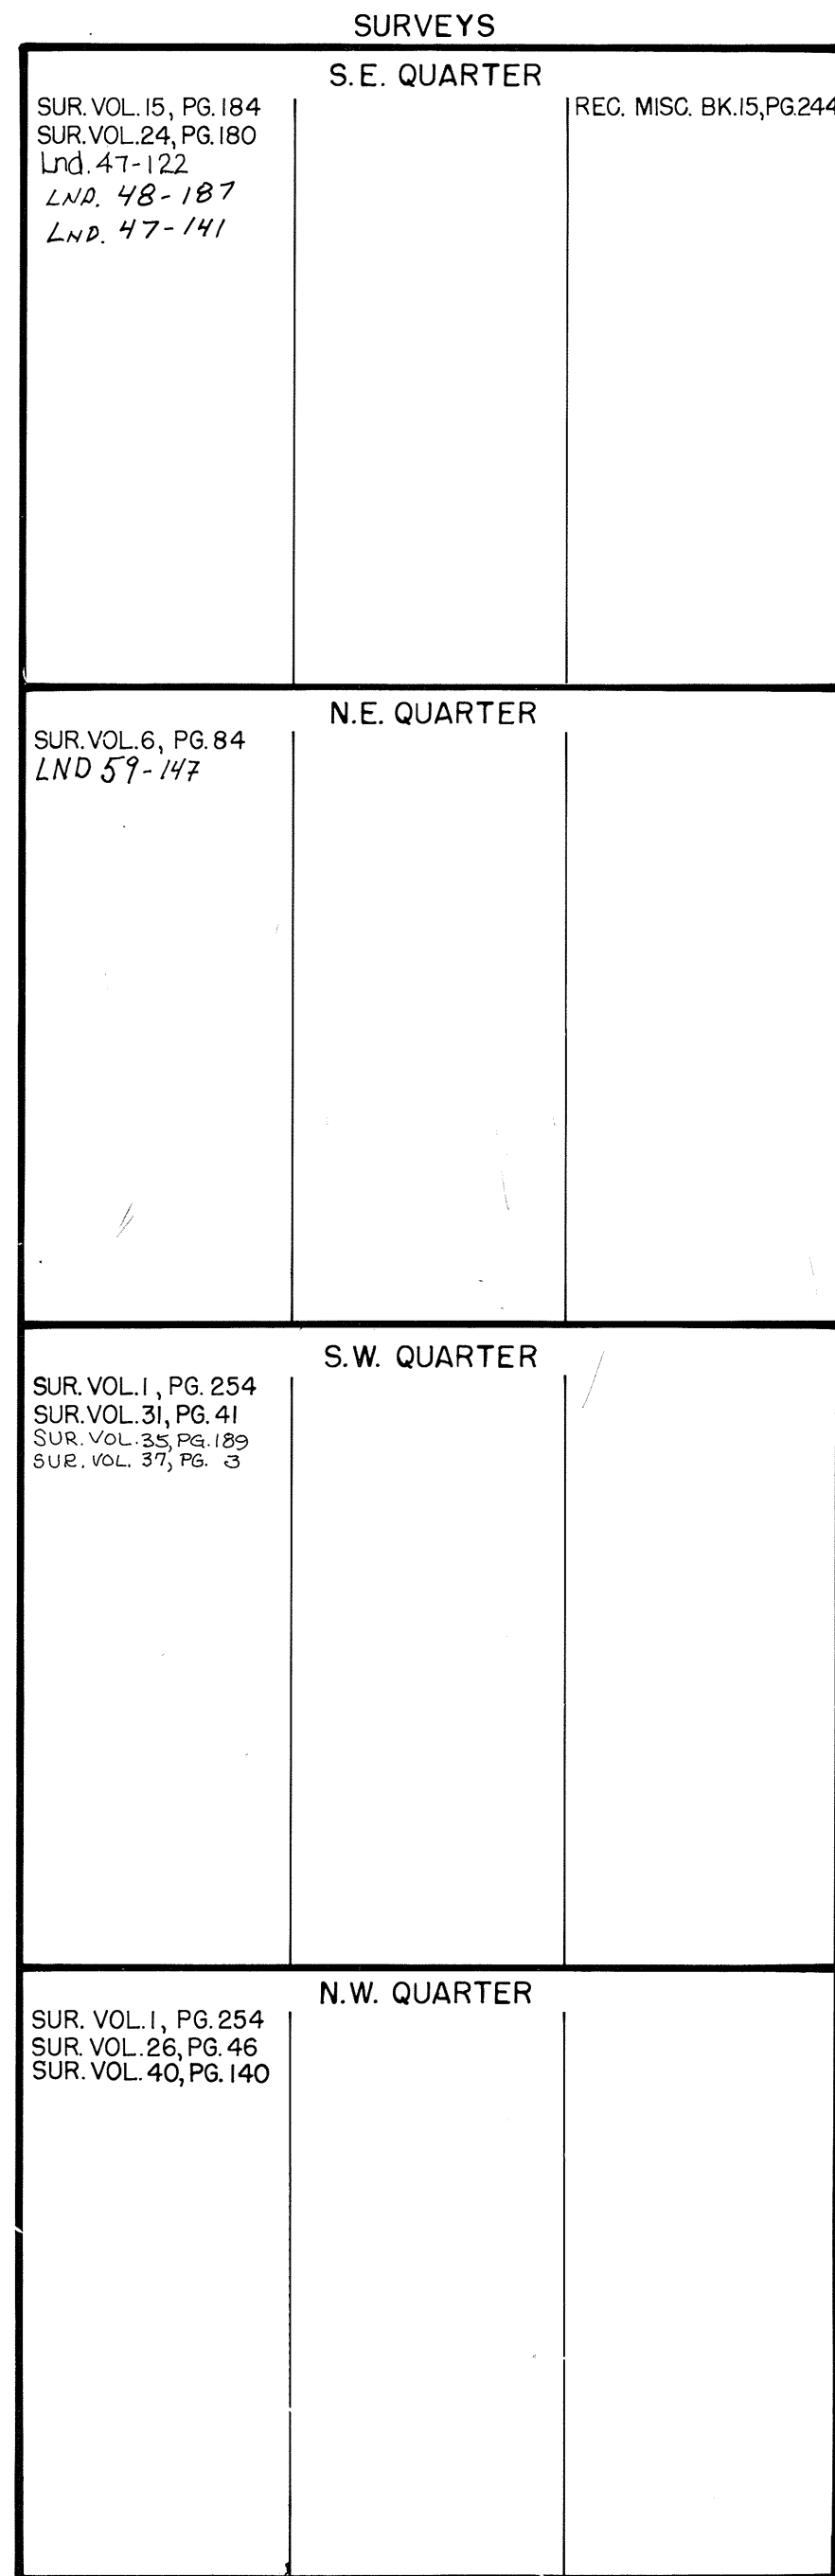 SURVEYS
S.E. QUARTER
SUR. VOL. 15, PG. 184
SUR. VOL. 24, PG. 180
Lnd. 47-122
LND. 48-187
LND. 47-141
REC. MISC. BK. 15, PG. 244
N.E. QUARTER
SUR. VOL. 6, PG. 84
LND 59-147
S.W. QUARTER
SUR. VOL. 1, PG. 254
SUR. VOL. 31, PG. 41
SUR. VOL. 35, PG. 189
SUR. VOL. 37, PG. 3
N.W. QUARTER
SUR. VOL. 1, PG. 254
SUR. VOL. 26, PG. 46
SUR. VOL. 40, PG. 140